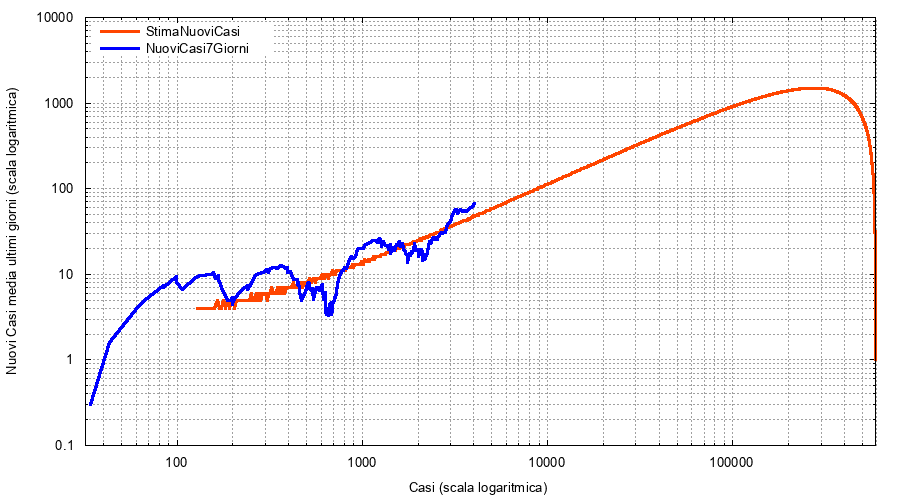 StimaNuoviCasi
NuoviCasi7Giorni
10000
1000
100
10
1
0.1
Nuovi Casi media ultimi giorni (scala logaritmica)
100
1000
10000
100000
Casi (scala logaritmica)